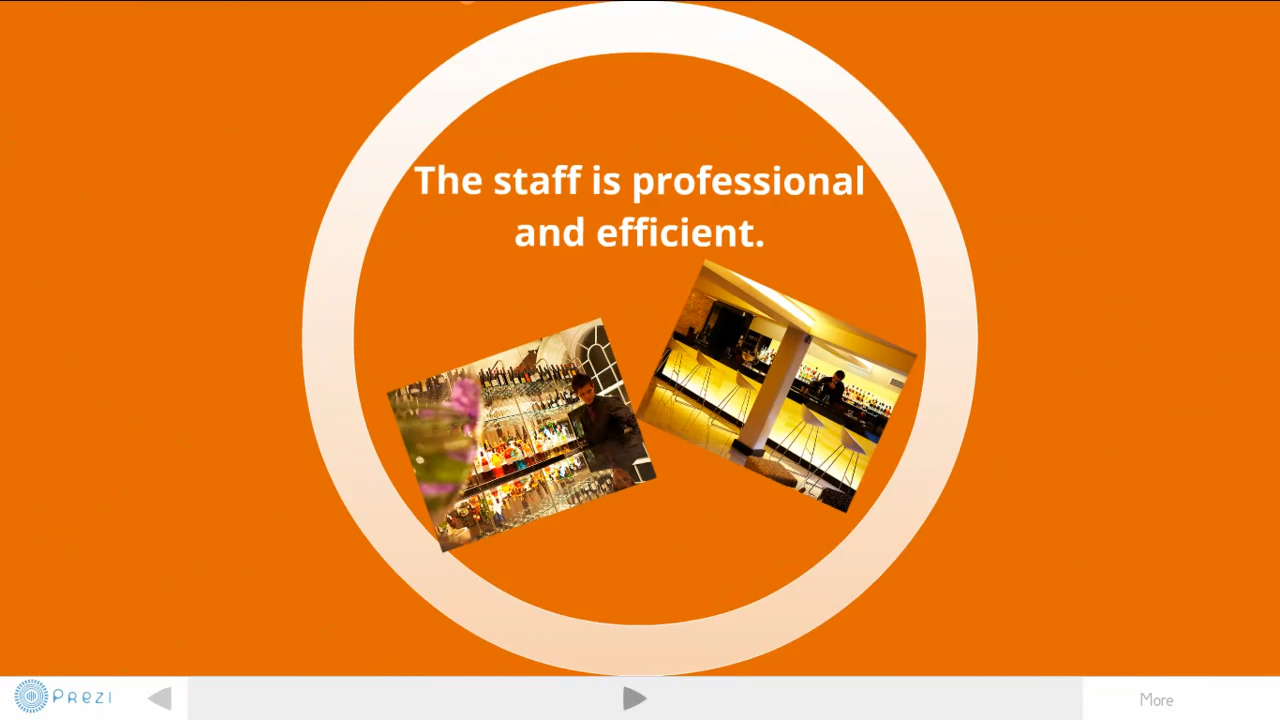 The staff is professional
and efficient.
PREZI
More